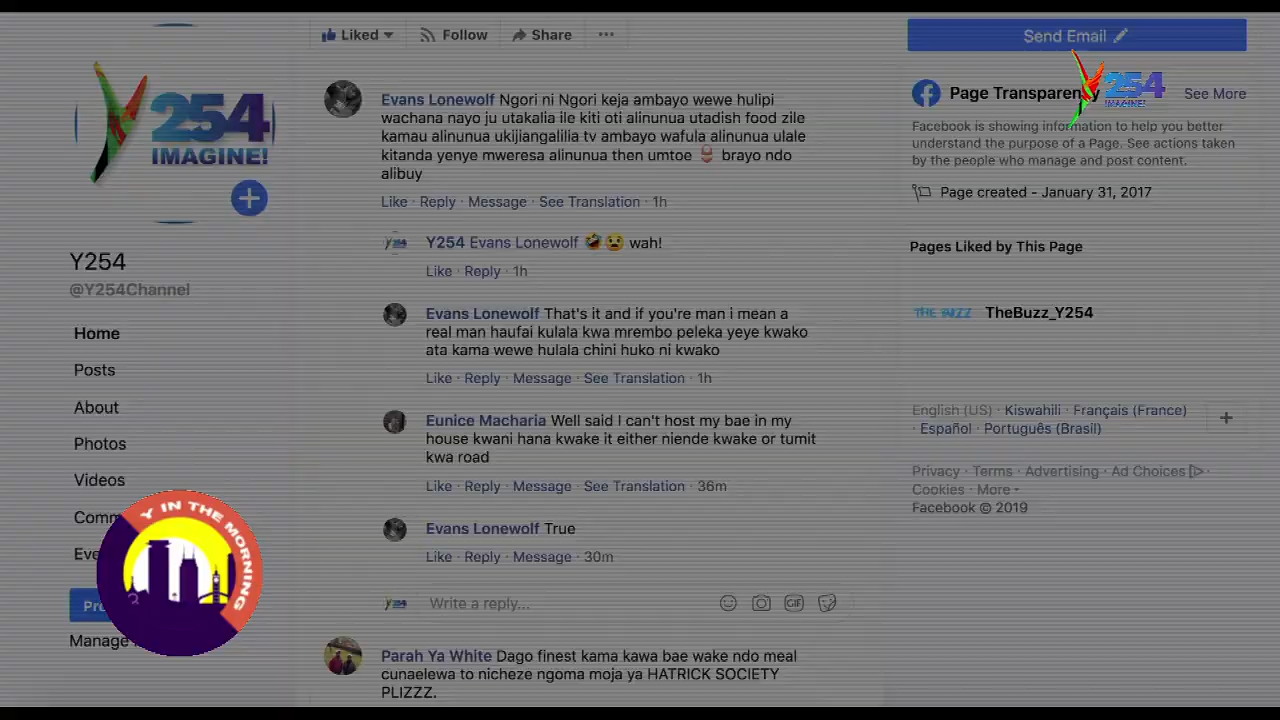 Liked
Follow
Share
Send Email
Y254
IMAGINE!
254
IMAGINE!
Page Transparency
See More
Facebook is showing information to help you better
understand the purpose of a Page. See actions taken
by the people who manage and post content.
Page created - January 31, 2017
Evans Lonewolf Ngori ni Ngori keja ambayo wewe hulipi
wachana nayo ju utakalia ile kiti oti alinunua utadish food zile
kamau alinunua ukijiangalilia tv ambayo wafula alinunua ulale
kitanda yenye mweresa alinunua then umtoe 🩲 brayo ndo
alibuy
Like · Reply · Message · See Translation · 1h
Y254 Evans Lonewolf 🤣😧 wah!
Like · Reply · 1h
Y254
@Y254Channel
Pages Liked by This Page
TheBuzz_Y254
THE BUZZ
Evans Lonewolf That's it and if you're man i mean a
real man haufai kulala kwa mrembo peleka yeye kwako
ata kama wewe hulala chini huko ni kwako
Like · Reply · Message · See Translation · 1h
Home
Posts
About
Photos
Videos
Comm
Eve
Pro
Manage
Y IN THE MORNING
Eunice Macharia Well said I can't host my bae in my
house kwani hana kwake it either niende kwake or tumit
kwa road
Like · Reply · Message · See Translation · 36m
Evans Lonewolf True
Like · Reply · Message · 30m
Write a reply...
GIF
Parah Ya White Dago finest kama kawa bae wake ndo meal
cunaelewa to nicheze ngoma moja ya HATRICK SOCIETY
PLIZZZ.
English (US) · Kiswahili · Français (France)
· Español · Português (Brasil)
Privacy · Terms · Advertising · Ad Choices ·
Cookies · More
Facebook © 2019